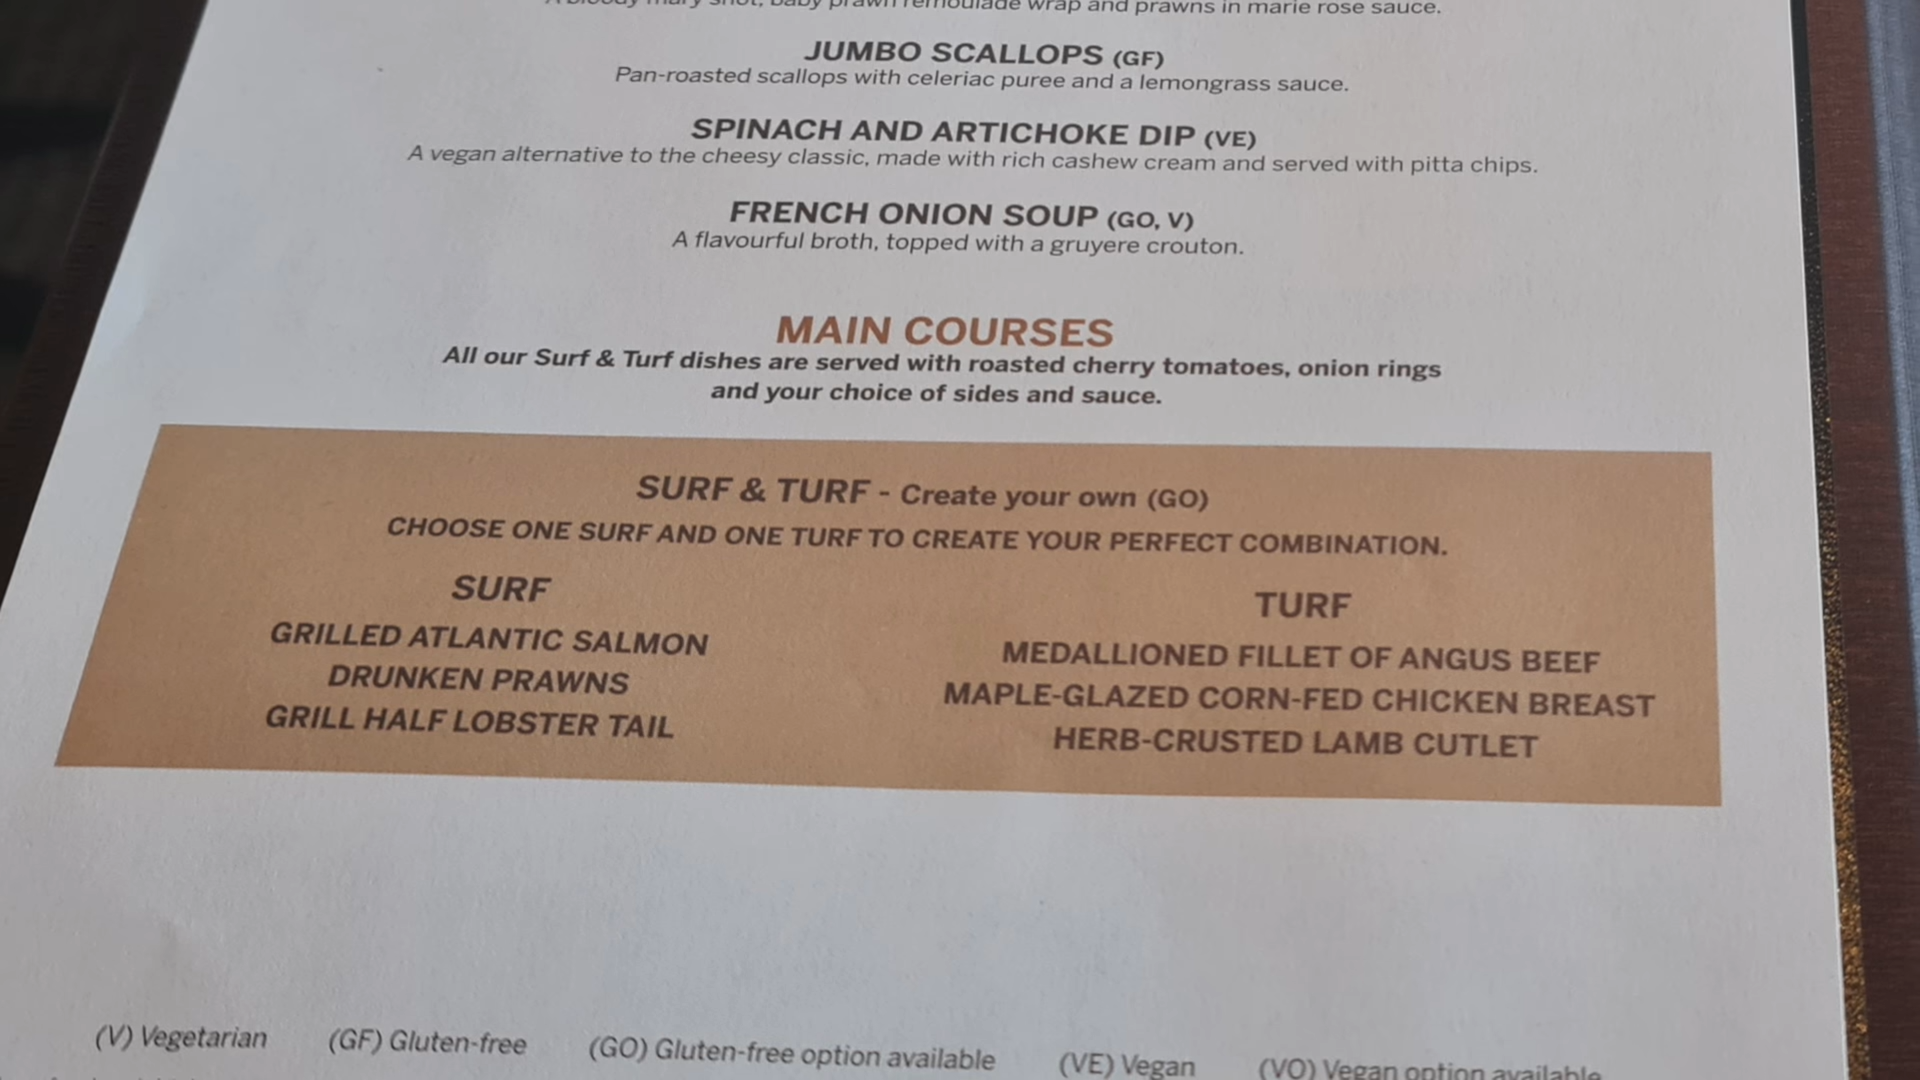 A bloody mary shot, baby prawn remoulade wrap and prawns in marie rose sauce.
JUMBO SCALLOPS (GF)
Pan-roasted scallops with celeriac puree and a lemongrass sauce.
SPINACH AND ARTICHOKE DIP (VE)
A vegan alternative to the cheesy classic, made with rich cashew cream and served with pitta chips.
FRENCH ONION SOUP (GO, V)
A flavourful broth, topped with a gruyere crouton.
MAIN COURSES
All our Surf & Turf dishes are served with roasted cherry tomatoes, onion rings
and your choice of sides and sauce.
SURF & TURF - Create your own (GO)
CHOOSE ONE SURF AND ONE TURF TO CREATE YOUR PERFECT COMBINATION.
SURF
GRILLED ATLANTIC SALMON
DRUNKEN PRAWNS
GRILL HALF LOBSTER TAIL
TURF
MEDALLIONED FILLET OF ANGUS BEEF
MAPLE-GLAZED CORN-FED CHICKEN BREAST
HERB-CRUSTED LAMB CUTLET
(V) Vegetarian (GF) Gluten-free (GO) Gluten-free option available (VE) Vegan (VO) Vegan option available